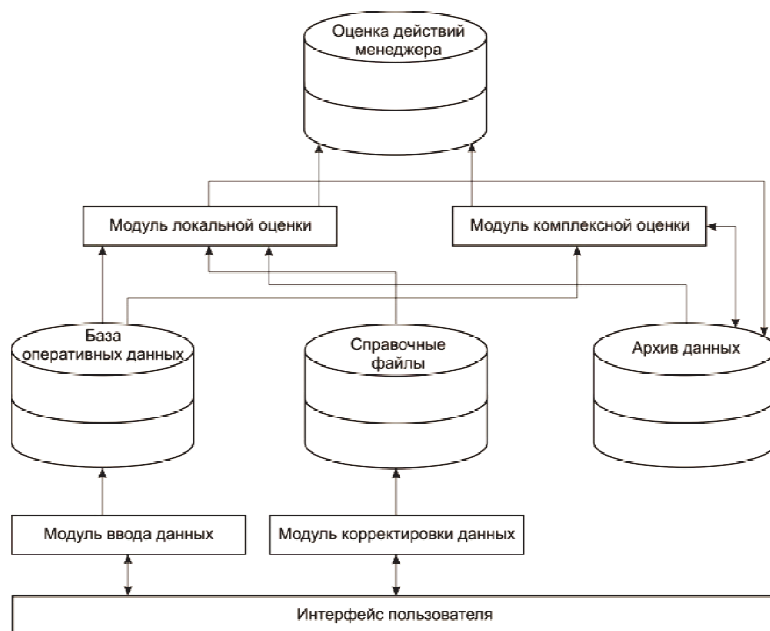 Оценка действий
менеджера
Модуль локальной оценки
Модуль комплексной оценки
База
оперативных данных
Справочные
файлы
Архив данных
Модуль ввода данных
Модуль корректировки данных
Интерфейс пользователя